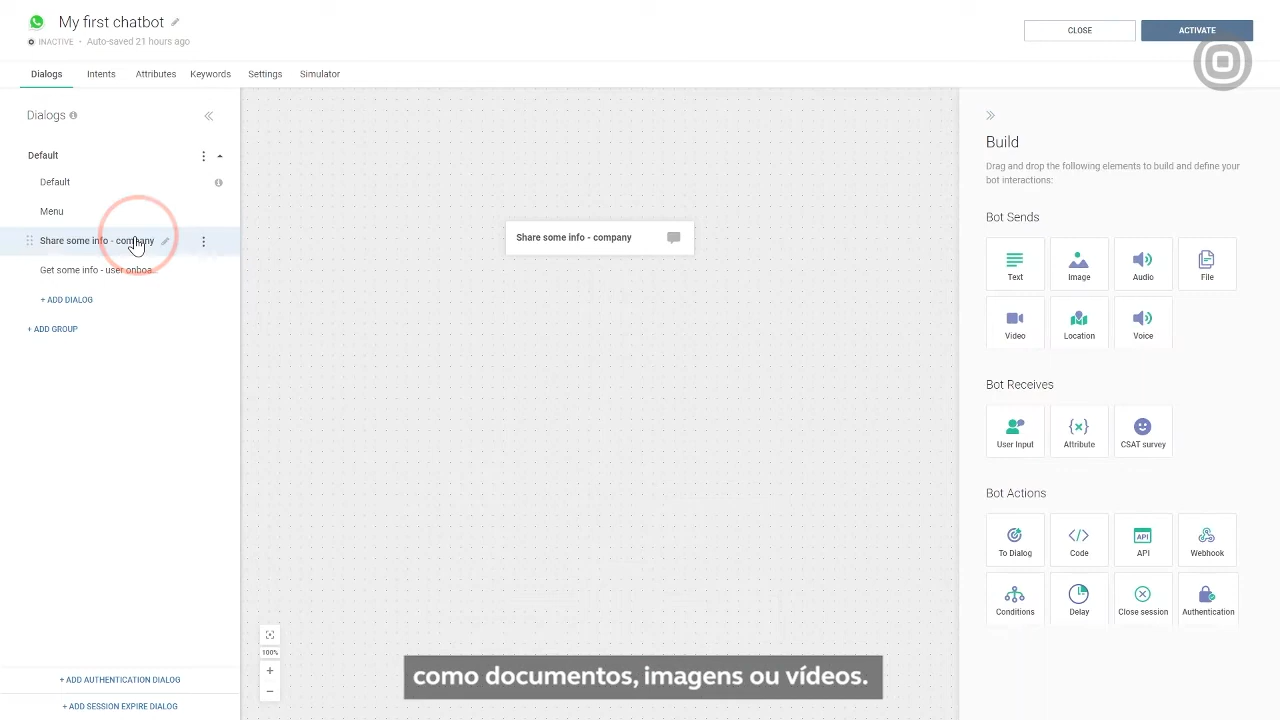 My first chatbot
INACTIVE • Auto-saved 21 hours ago
CLOSE
ACTIVATE
Dialogs
Intents
Attributes
Keywords
Settings
Simulator
Dialogs
Default
Default
Menu
Share some info - company
Get some info - user onboa...
+ ADD DIALOG
+ ADD GROUP
+ ADD AUTHENTICATION DIALOG
+ ADD SESSION EXPIRE DIALOG
Share some info - company
100%
como documentos, imagens ou vídeos.
Build
Drag and drop the following elements to build and define your
bot interactions:
Bot Sends
Text
Image
Audio
File
Video
Location
Voice
Bot Receives
User Input
Attribute
CSAT survey
Bot Actions
To Dialog
Code
API
API
Webhook
Conditions
Delay
Close session
Authentication